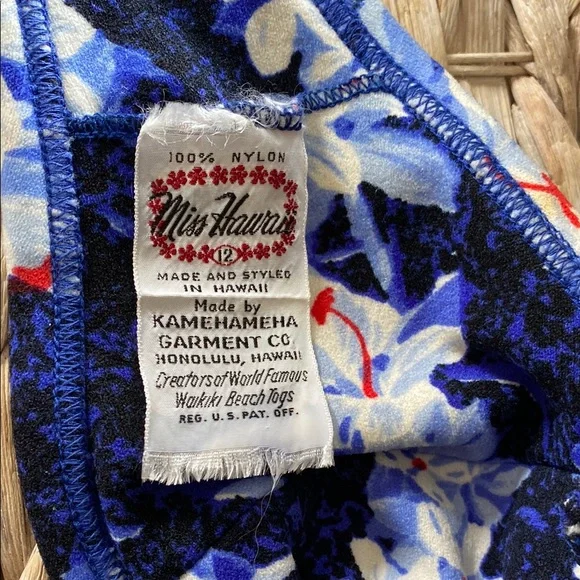 100% NYLON
Miss Hawaii
12
MADE AND STYLED
IN HAWAII
Made by
KAMEHAMEHA
GARMENT CO
HONOLULU, HAWAII
Creators of World Famous
Waikiki Beach Togs
REG. U.S. PAT. OFF.